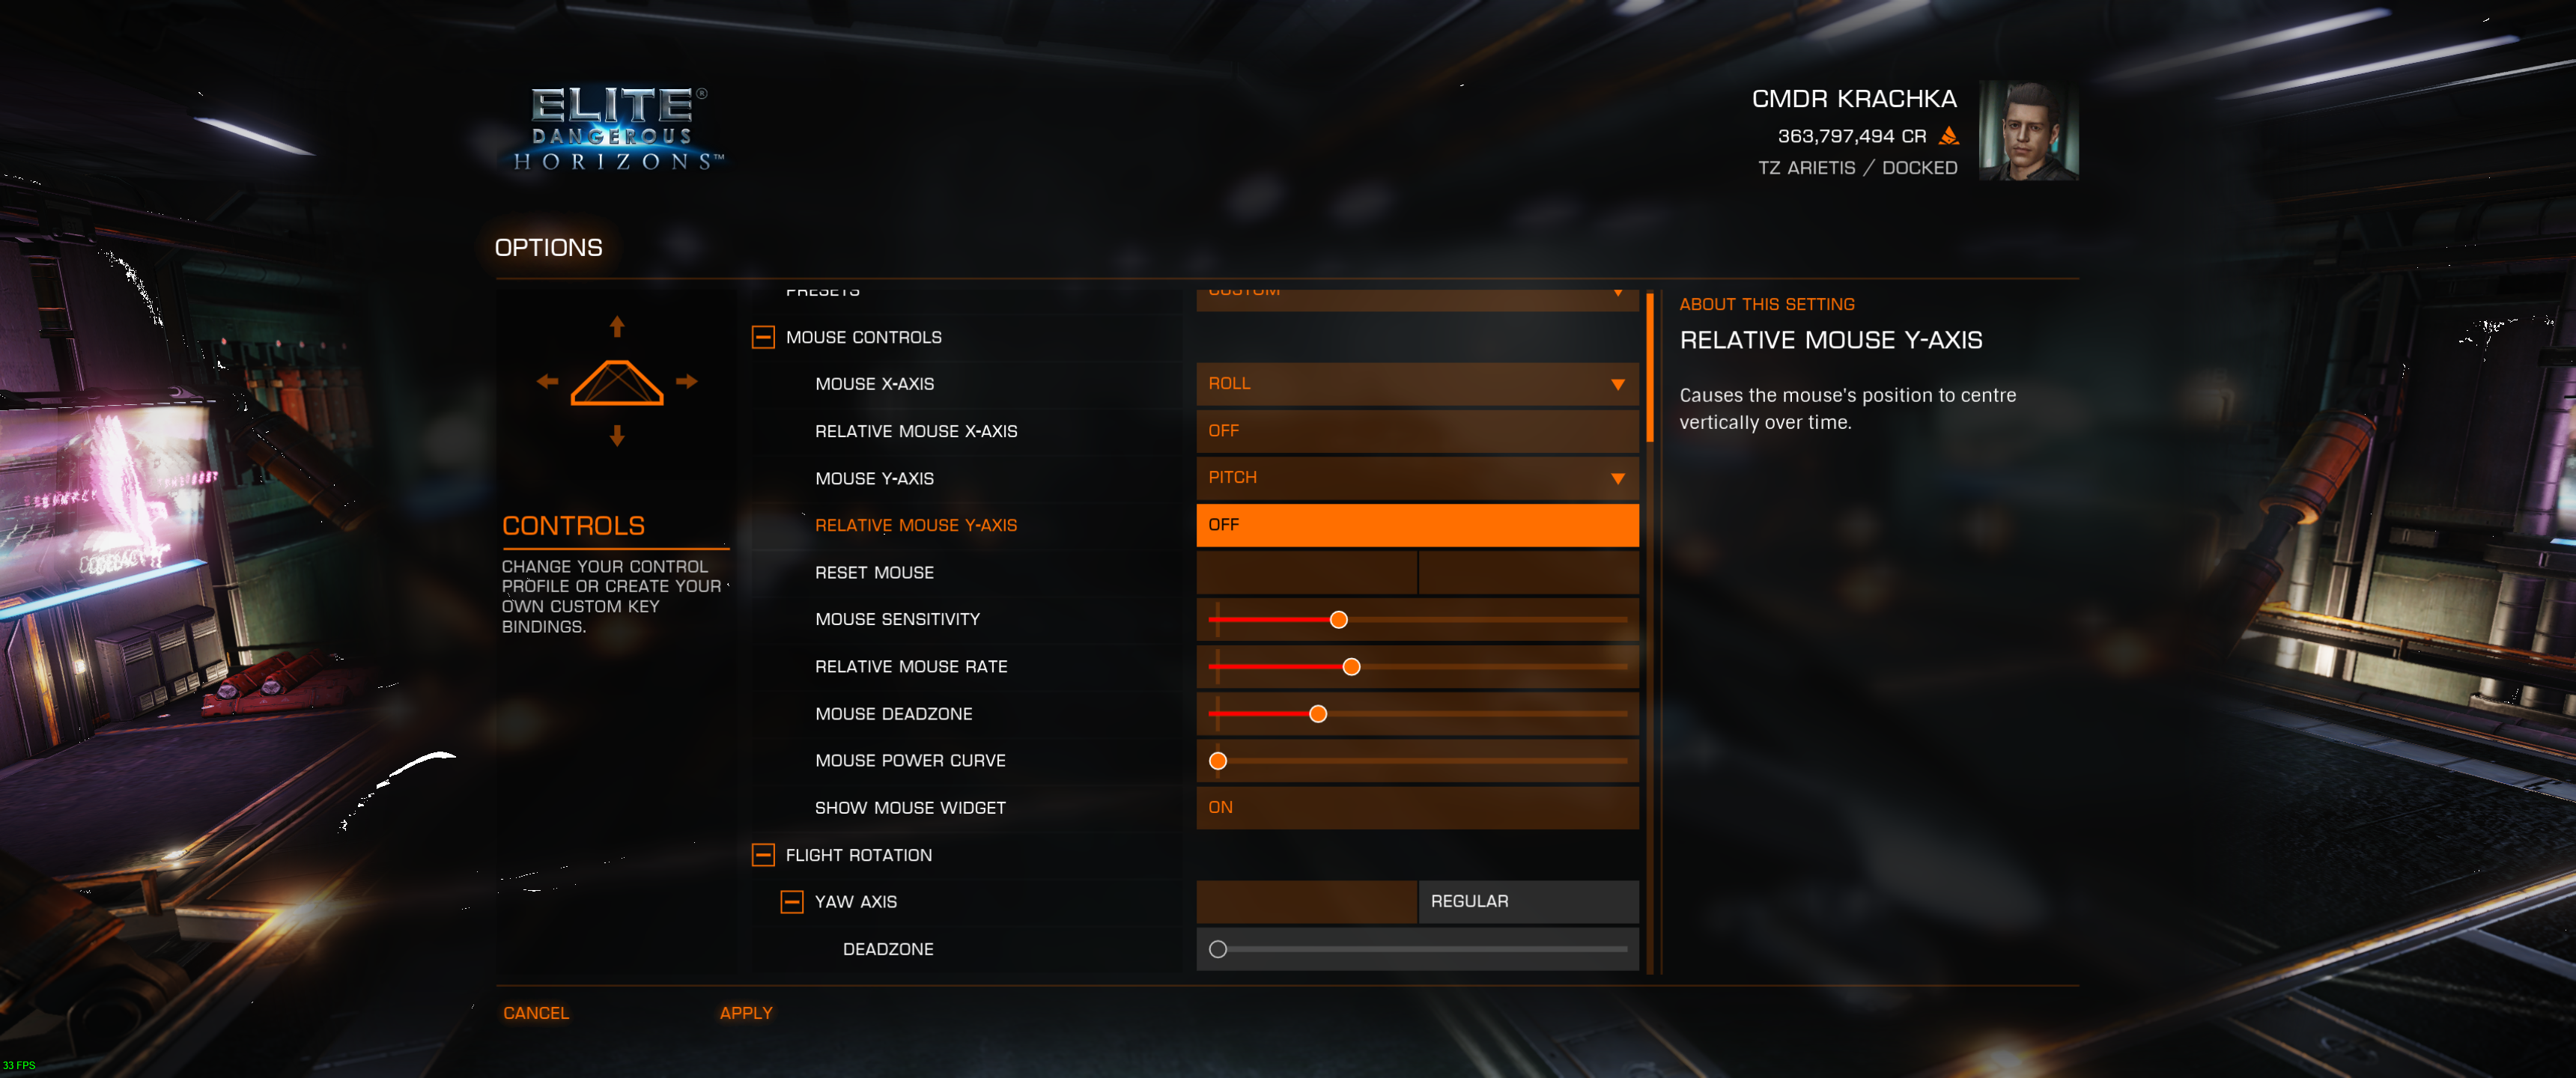 ELITE®
DANGEROUS
HORIZONS™
CMDR KRACHKA
363,797,494 CR
TZ ARIETIS / DOCKED
OPTIONS
CONTROLS
CHANGE YOUR CONTROL
PROFILE OR CREATE YOUR
OWN CUSTOM KEY
BINDINGS.
PRESETS CUSTOM
MOUSE CONTROLS
MOUSE X-AXIS ROLL
RELATIVE MOUSE X-AXIS OFF
MOUSE Y-AXIS PITCH
RELATIVE MOUSE Y-AXIS OFF
RESET MOUSE
MOUSE SENSITIVITY
RELATIVE MOUSE RATE
MOUSE DEADZONE
MOUSE POWER CURVE
SHOW MOUSE WIDGET ON
FLIGHT ROTATION
YAW AXIS REGULAR
DEADZONE
ABOUT THIS SETTING
RELATIVE MOUSE Y-AXIS
Causes the mouse's position to centre
vertically over time.
CANCEL APPLY
33 FPS